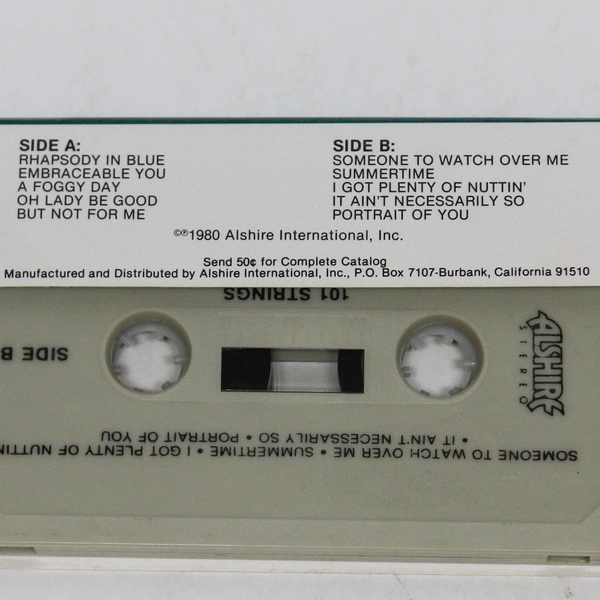 SIDE A:
RHAPSODY IN BLUE
EMBRACEABLE YOU
A FOGGY DAY
OH LADY BE GOOD
BUT NOT FOR ME
SIDE B:
SOMEONE TO WATCH OVER ME
SUMMERTIME
I GOT PLENTY OF NUTTIN'
IT AIN'T NECESSARILY SO
PORTRAIT OF YOU
©℗1980 Alshire International, Inc.
Send 50¢ for Complete Catalog
Manufactured and Distributed by Alshire International, Inc., P.O. Box 7107-Burbank, California 91510
101 STRINGS
SIDE B
ALSHIRE
STEREO
SOMEONE TO WATCH OVER ME • SUMMERTIME • I GOT PLENTY OF NUTTIN
• IT AIN'T NECESSARILY SO • PORTRAIT OF YOU